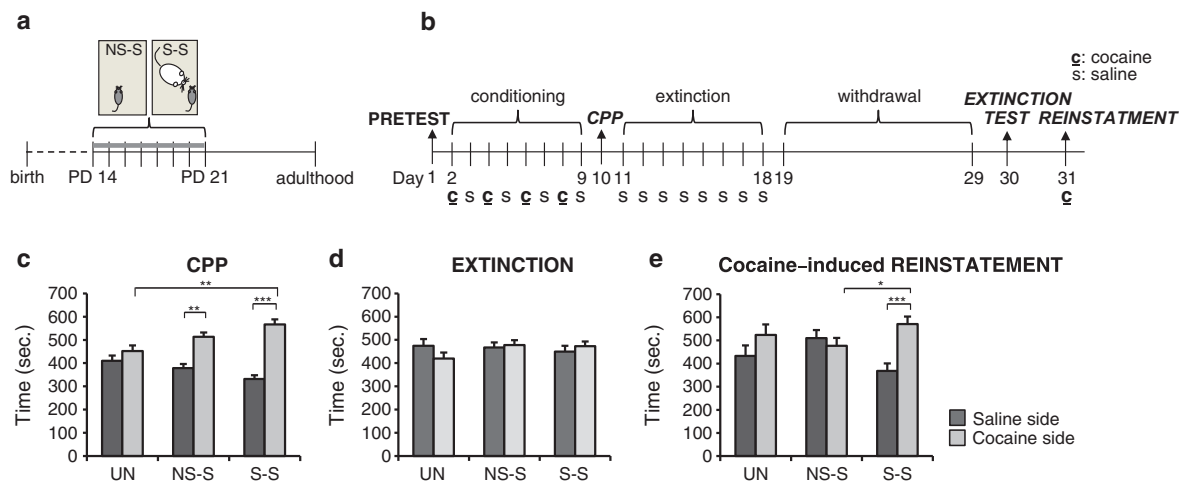 a
NS-S S-S
birth PD 14 PD 21 adulthood
b
c: cocaine
s: saline
conditioning extinction withdrawal
PRETEST CPP EXTINCTION TEST REINSTATMENT
Day 1 2 9 10 11 18 19 29 30 31
c s c s c s c s s s s s s s s s c
c
CPP
Time (sec.)
700
600
500
400
300
200
100
0
** ** ***
UN NS-S S-S
d
EXTINCTION
Time (sec.)
700
600
500
400
300
200
100
0
UN NS-S S-S
e
Cocaine–induced REINSTATEMENT
Time (sec.)
700
600
500
400
300
200
100
0
* ***
UN NS-S S-S
Saline side
Cocaine side